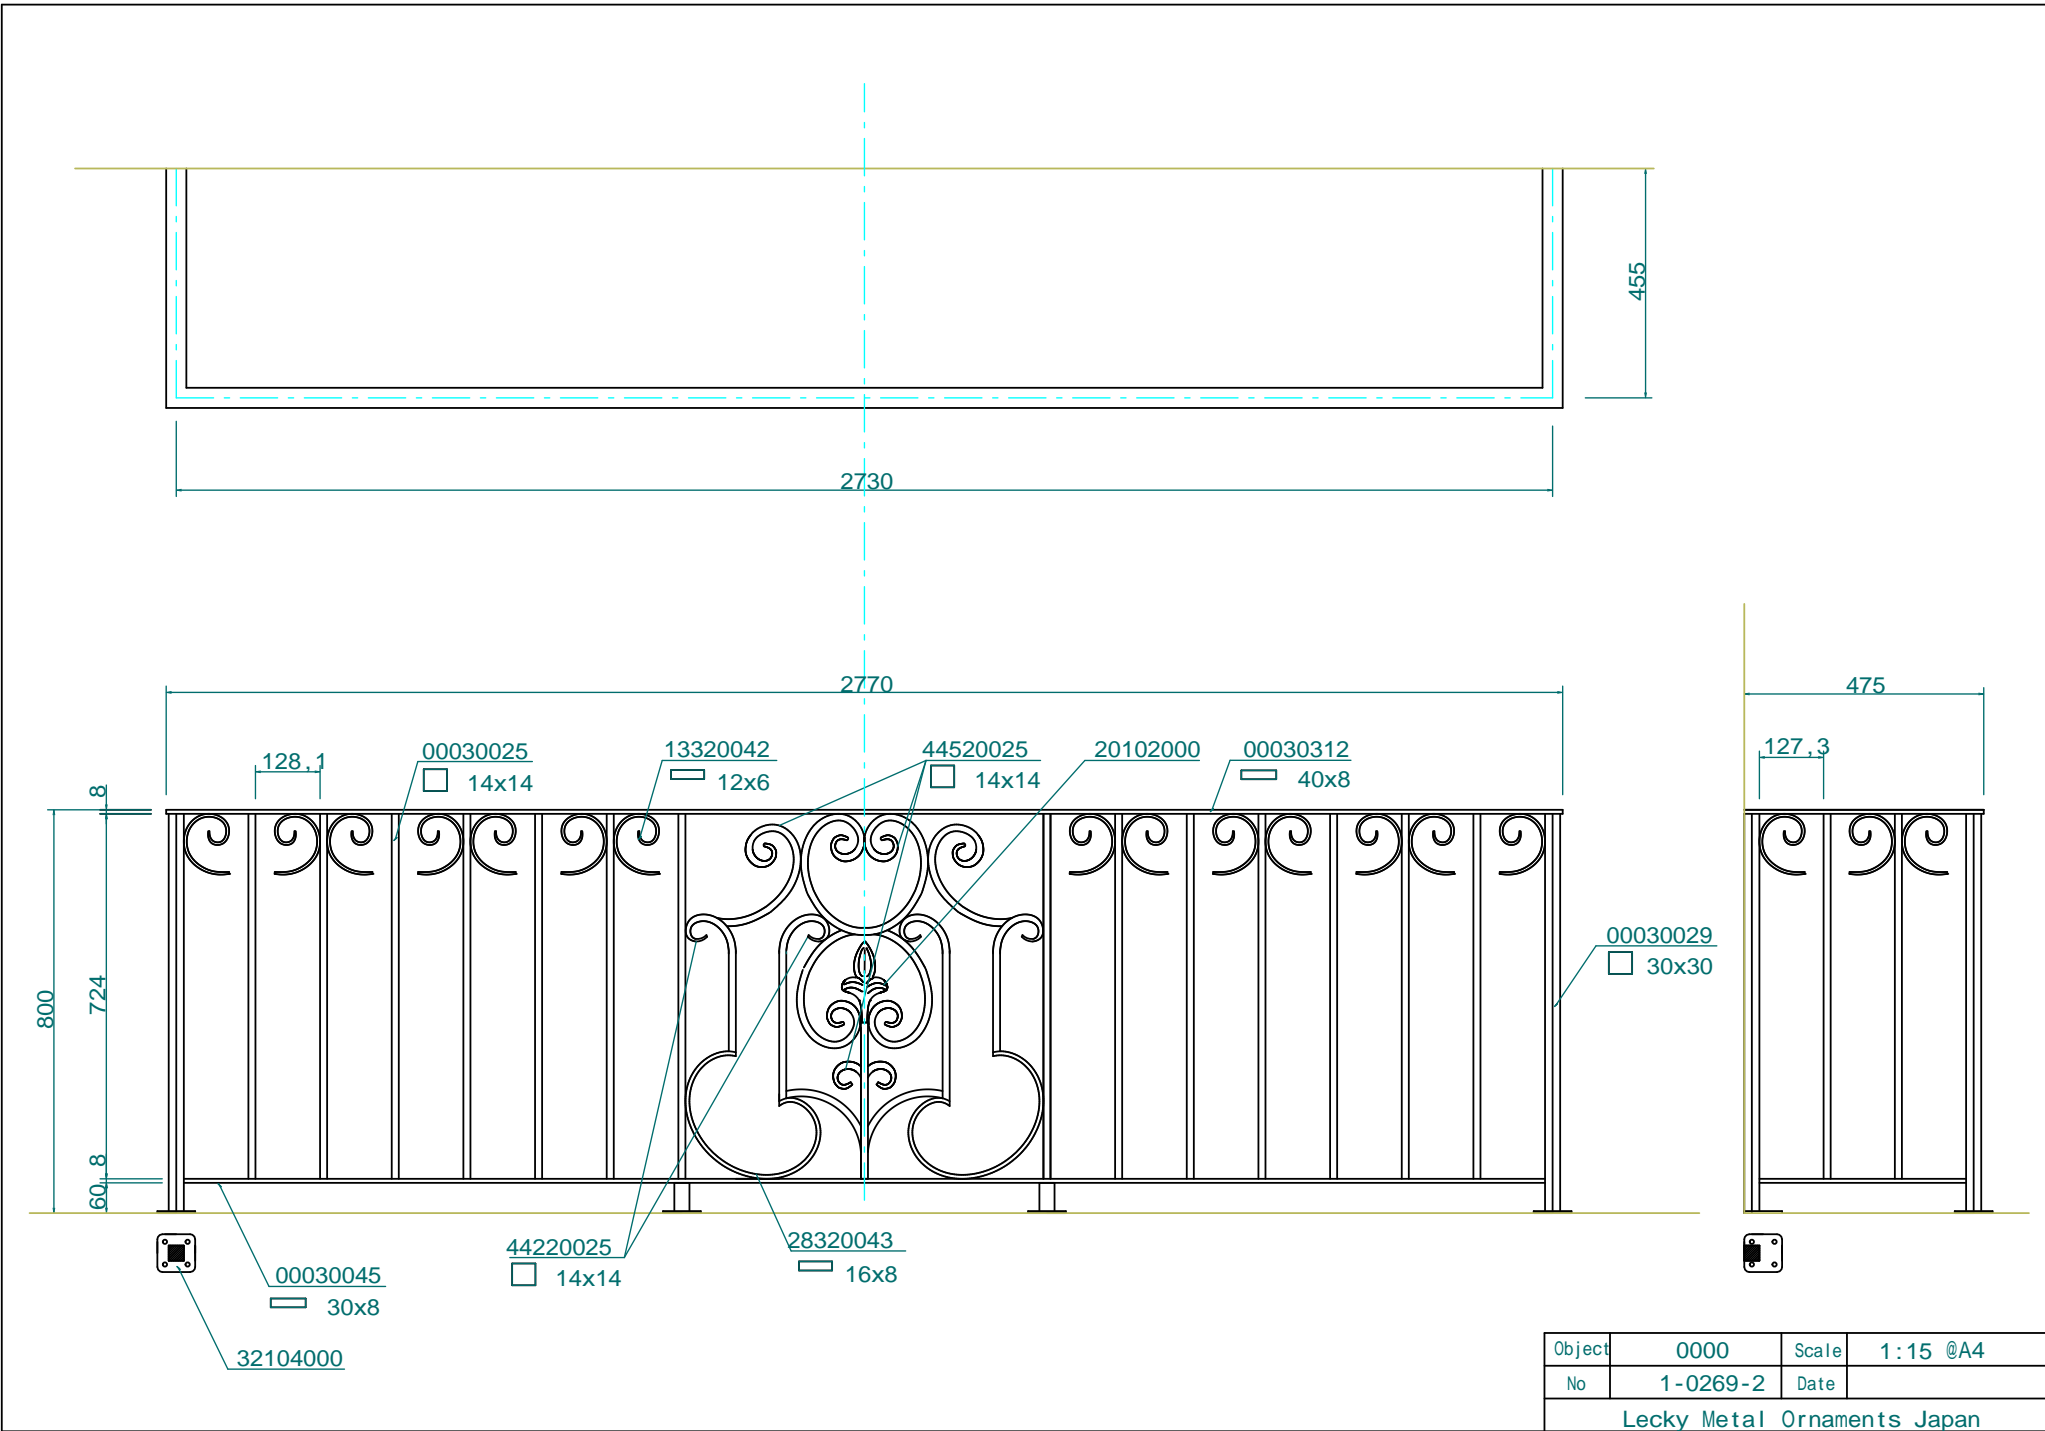 455
2730
2770
475
128,1
00030025
14x14
13320042
12x6
44520025
14x14
20102000
00030312
40x8
127,3
8
800
724
8
60
00030029
30x30
44220025
14x14
28320043
16x8
00030045
30x8
32104000
Object 0000 Scale 1:15 @A4
No 1-0269-2 Date
Lecky Metal Ornaments Japan